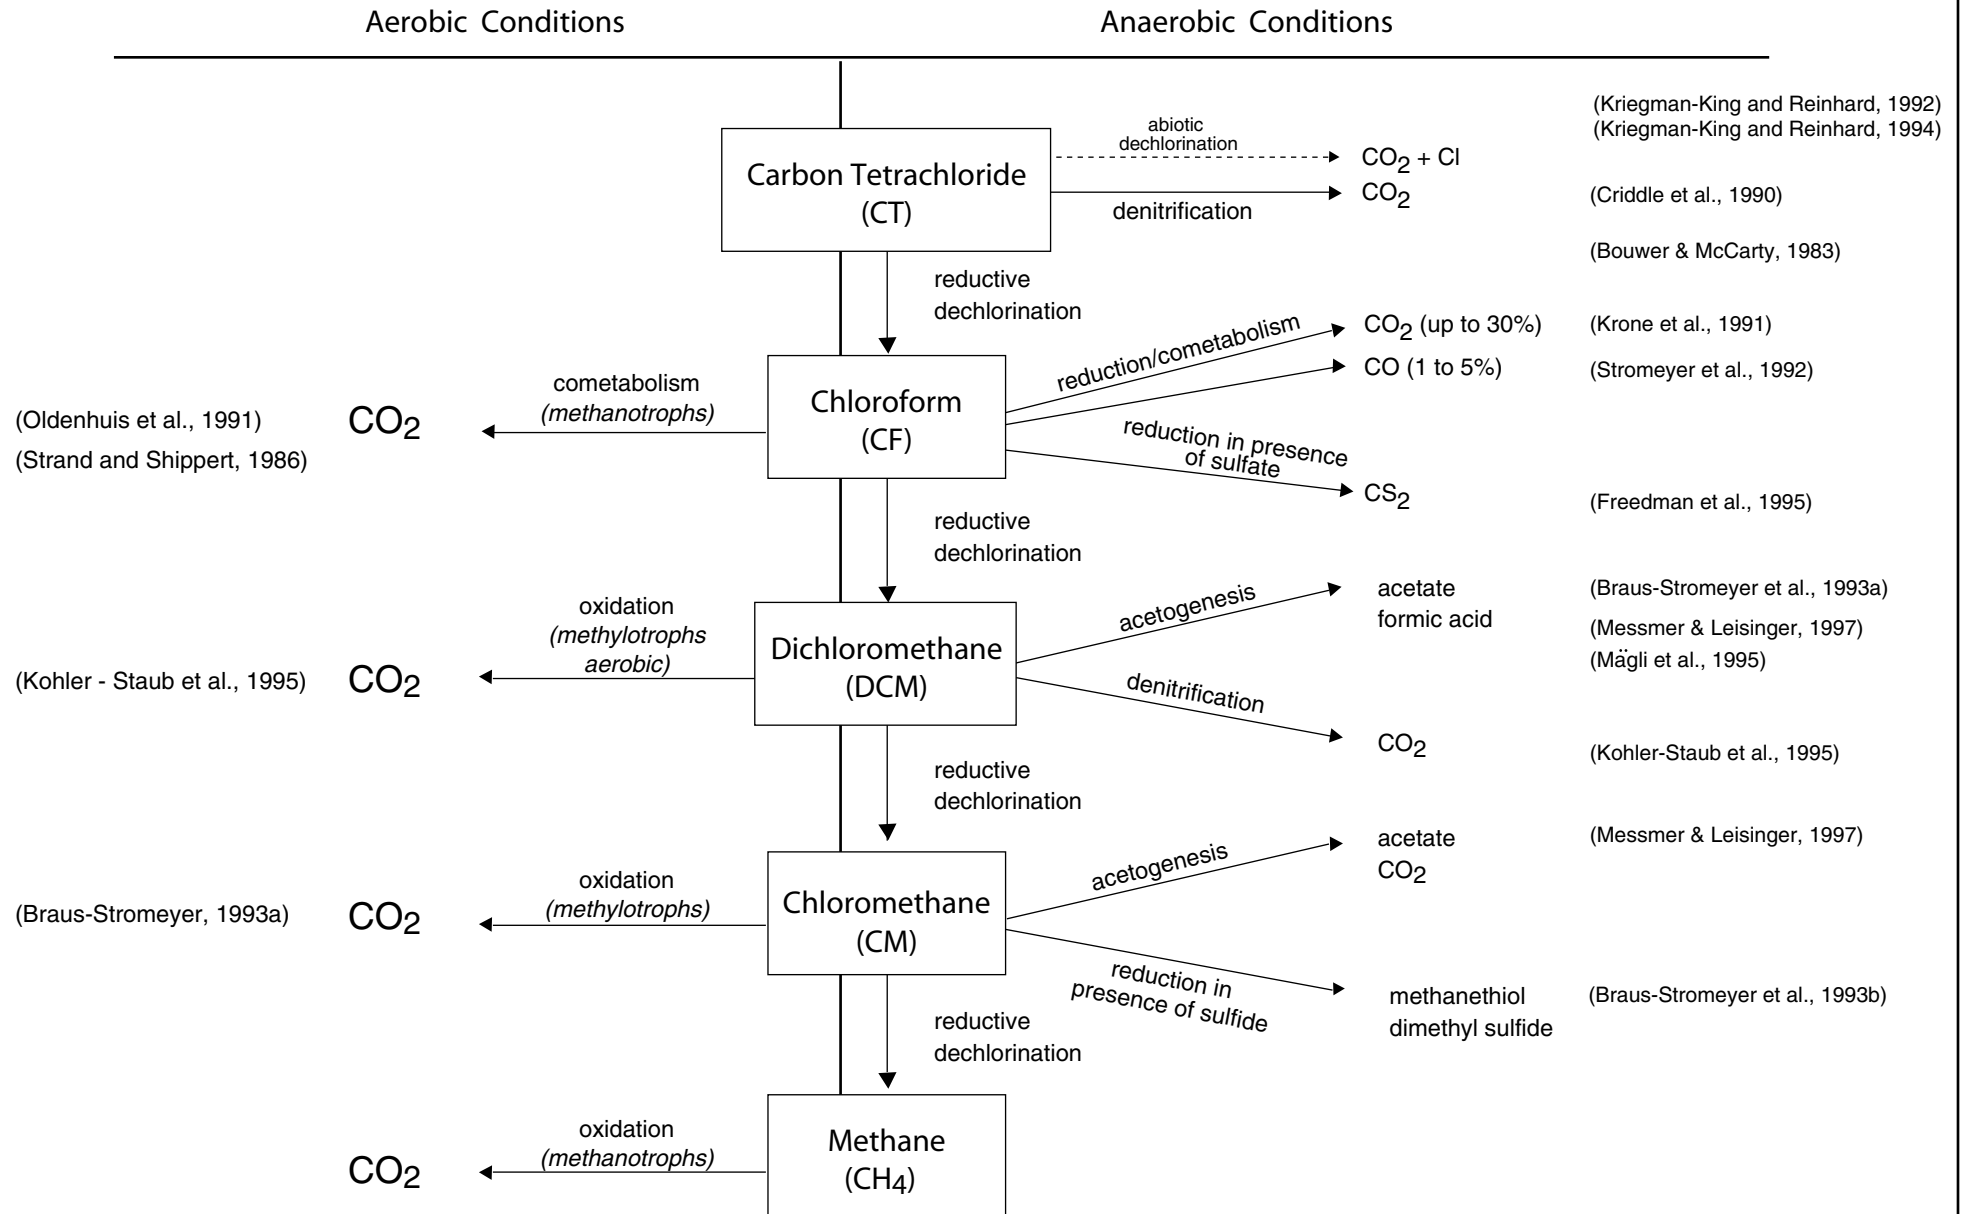 Aerobic Conditions
Anaerobic Conditions
(Kriegman-King and Reinhard, 1992)
(Kriegman-King and Reinhard, 1994)
abiotic
dechlorination
CO2 + Cl
Carbon Tetrachloride
(CT)
CO2
(Criddle et al., 1990)
denitrification
(Bouwer & McCarty, 1983)
reductive
dechlorination
reduction/cometabolism
CO2 (up to 30%)
(Krone et al., 1991)
CO (1 to 5%)
(Stromeyer et al., 1992)
cometabolism
(methanotrophs)
Chloroform
(CF)
(Oldenhuis et al., 1991)
CO2
(Strand and Shippert, 1986)
reduction in presence
of sulfate
CS2
(Freedman et al., 1995)
reductive
dechlorination
acetogenesis
acetate
formic acid
(Braus-Stromeyer et al., 1993a)
(Messmer & Leisinger, 1997)
(Mägli et al., 1995)
oxidation
(methylotrophs
aerobic)
Dichloromethane
(DCM)
(Kohler - Staub et al., 1995)
CO2
denitrification
CO2
(Kohler-Staub et al., 1995)
reductive
dechlorination
acetogenesis
acetate
CO2
(Messmer & Leisinger, 1997)
oxidation
(methylotrophs)
Chloromethane
(CM)
(Braus-Stromeyer, 1993a)
CO2
reduction in
presence of sulfide
methanethiol
dimethyl sulfide
(Braus-Stromeyer et al., 1993b)
reductive
dechlorination
oxidation
(methanotrophs)
CO2
Methane
(CH4)